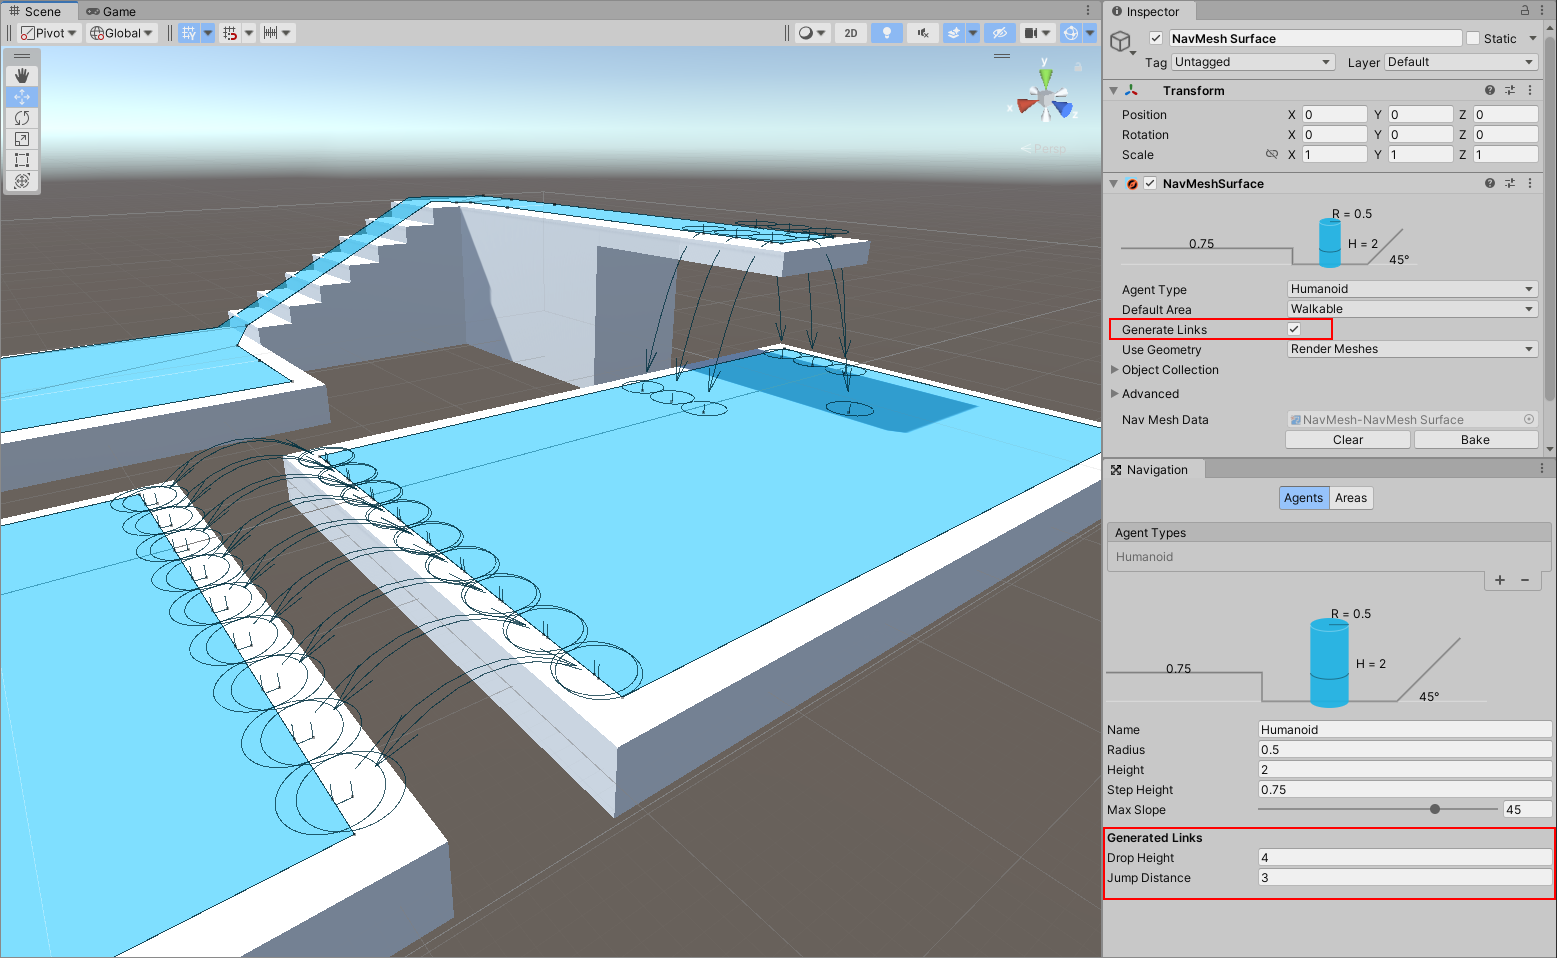 Scene Game
Pivot Global 2D
y
x
z
Persp
Inspector
NavMesh Surface Static
Tag Untagged Layer Default
Transform
Position X 0 Y 0 Z 0
Rotation X 0 Y 0 Z 0
Scale X 1 Y 1 Z 1
NavMeshSurface
R = 0.5
0.75 H = 2
45°
Agent Type Humanoid
Default Area Walkable
Generate Links
Use Geometry Render Meshes
Object Collection
Advanced
Nav Mesh Data NavMesh-NavMesh Surface
Clear Bake
Navigation
Agents Areas
Agent Types
Humanoid
+ −
R = 0.5
0.75 H = 2
45°
Name Humanoid
Radius 0.5
Height 2
Step Height 0.75
Max Slope 45
Generated Links
Drop Height 4
Jump Distance 3